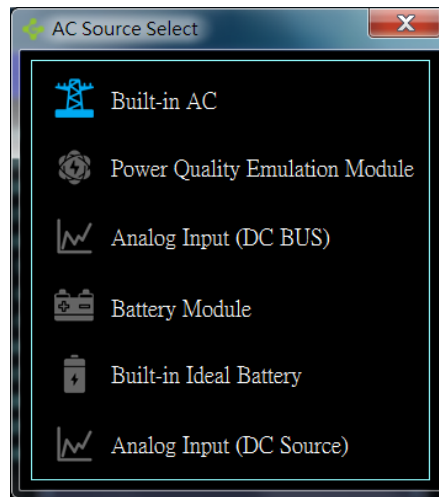 AC Source Select
Built-in AC
Power Quality Emulation Module
Analog Input (DC BUS)
Battery Module
Built-in Ideal Battery
Analog Input (DC Source)